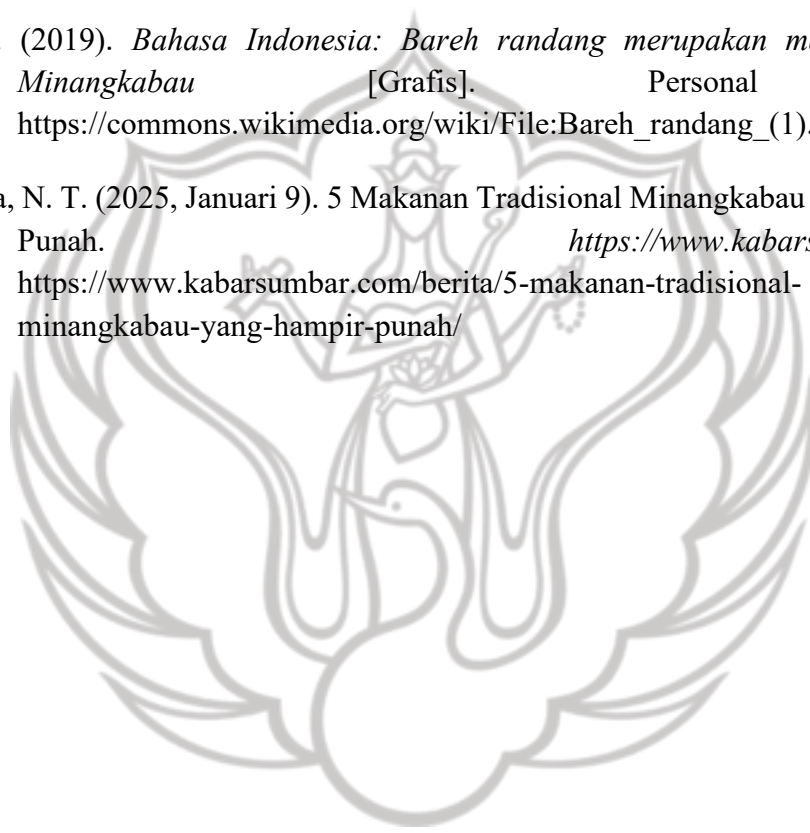 (2019). Bahasa Indonesia: Bareh randang merupakan
Minangkabau [Grafis]. Personal
https://commons.wikimedia.org/wiki/File:Bareh_randang_(1).
N. T. (2025, Januari 9). 5 Makanan Tradisional Minangkabau
Punah. https://www.kabars
https://www.kabarsumbar.com/berita/5-makanan-tradisional-
minangkabau-yang-hampir-punah/